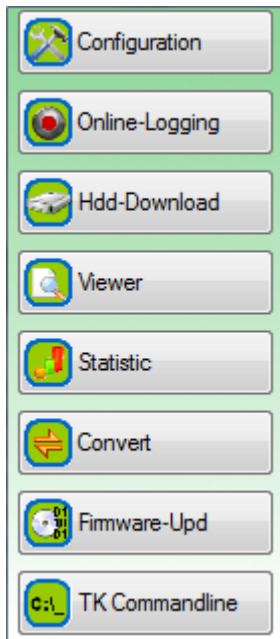 Configuration
Online-Logging
Hdd-Download
Viewer
Statistic
Convert
Firmware-Upd
C:\_ TK Commandline